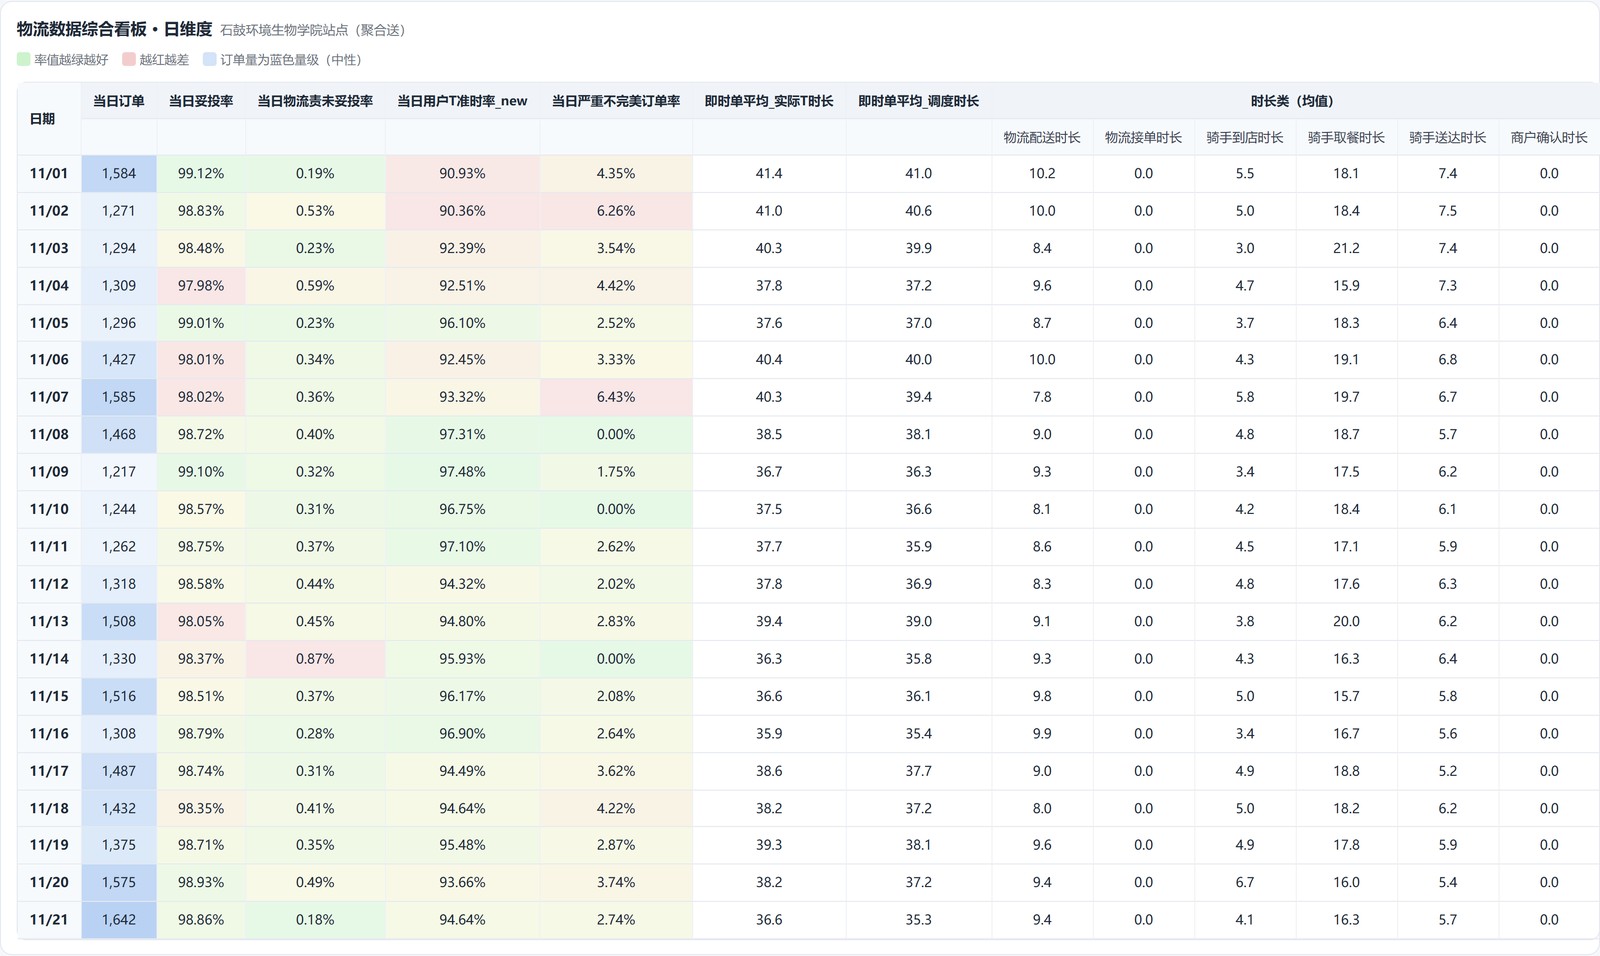 物流数据综合看板 • 日维度 石鼓环境生物学院站点（聚合送）
率值越绿越好 越红越差 订单量为蓝色量级（中性）
日期 当日订单 当日妥投率 当日物流责未妥投率 当日用户T准时率_new 当日严重不完美订单率 即时单平均_实际T时长 即时单平均_调度时长 时长类（均值）
物流配送时长 物流接单时长 骑手到店时长 骑手取餐时长 骑手送达时长 商户确认时长
11/01 1,584 99.12% 0.19% 90.93% 4.35% 41.4 41.0 10.2 0.0 5.5 18.1 7.4 0.0
11/02 1,271 98.83% 0.53% 90.36% 6.26% 41.0 40.6 10.0 0.0 5.0 18.4 7.5 0.0
11/03 1,294 98.48% 0.23% 92.39% 3.54% 40.3 39.9 8.4 0.0 3.0 21.2 7.4 0.0
11/04 1,309 97.98% 0.59% 92.51% 4.42% 37.8 37.2 9.6 0.0 4.7 15.9 7.3 0.0
11/05 1,296 99.01% 0.23% 96.10% 2.52% 37.6 37.0 8.7 0.0 3.7 18.3 6.4 0.0
11/06 1,427 98.01% 0.34% 92.45% 3.33% 40.4 40.0 10.0 0.0 4.3 19.1 6.8 0.0
11/07 1,585 98.02% 0.36% 93.32% 6.43% 40.3 39.4 7.8 0.0 5.8 19.7 6.7 0.0
11/08 1,468 98.72% 0.40% 97.31% 0.00% 38.5 38.1 9.0 0.0 4.8 18.7 5.7 0.0
11/09 1,217 99.10% 0.32% 97.48% 1.75% 36.7 36.3 9.3 0.0 3.4 17.5 6.2 0.0
11/10 1,244 98.57% 0.31% 96.75% 0.00% 37.5 36.6 8.1 0.0 4.2 18.4 6.1 0.0
11/11 1,262 98.75% 0.37% 97.10% 2.62% 37.7 35.9 8.6 0.0 4.5 17.1 5.9 0.0
11/12 1,318 98.58% 0.44% 94.32% 2.02% 37.8 36.9 8.3 0.0 4.8 17.6 6.3 0.0
11/13 1,508 98.05% 0.45% 94.80% 2.83% 39.4 39.0 9.1 0.0 3.8 20.0 6.2 0.0
11/14 1,330 98.37% 0.87% 95.93% 0.00% 36.3 35.8 9.3 0.0 4.3 16.3 6.4 0.0
11/15 1,516 98.51% 0.37% 96.17% 2.08% 36.6 36.1 9.8 0.0 5.0 15.7 5.8 0.0
11/16 1,308 98.79% 0.28% 96.90% 2.64% 35.9 35.4 9.9 0.0 3.4 16.7 5.6 0.0
11/17 1,487 98.74% 0.31% 94.49% 3.62% 38.6 37.7 9.0 0.0 4.9 18.8 5.2 0.0
11/18 1,432 98.35% 0.41% 94.64% 4.22% 38.2 37.2 8.0 0.0 5.0 18.2 6.2 0.0
11/19 1,375 98.71% 0.35% 95.48% 2.87% 39.3 38.1 9.6 0.0 4.9 17.8 5.9 0.0
11/20 1,575 98.93% 0.49% 93.66% 3.74% 38.2 37.2 9.4 0.0 6.7 16.0 5.4 0.0
11/21 1,642 98.86% 0.18% 94.64% 2.74% 36.6 35.3 9.4 0.0 4.1 16.3 5.7 0.0